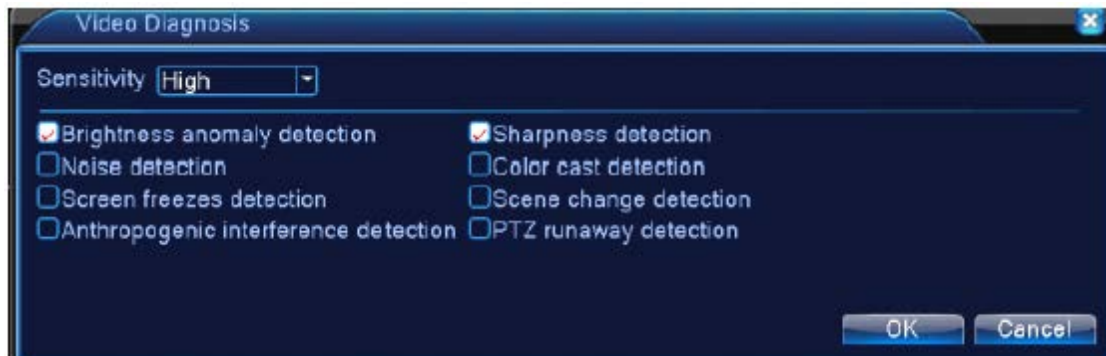 Video Diagnosis
Sensitivity High
Brightness anomaly detection Sharpness detection
Noise detection Color cast detection
Screen freezes detection Scene change detection
Anthropogenic interference detection PTZ runaway detection
OK Cancel